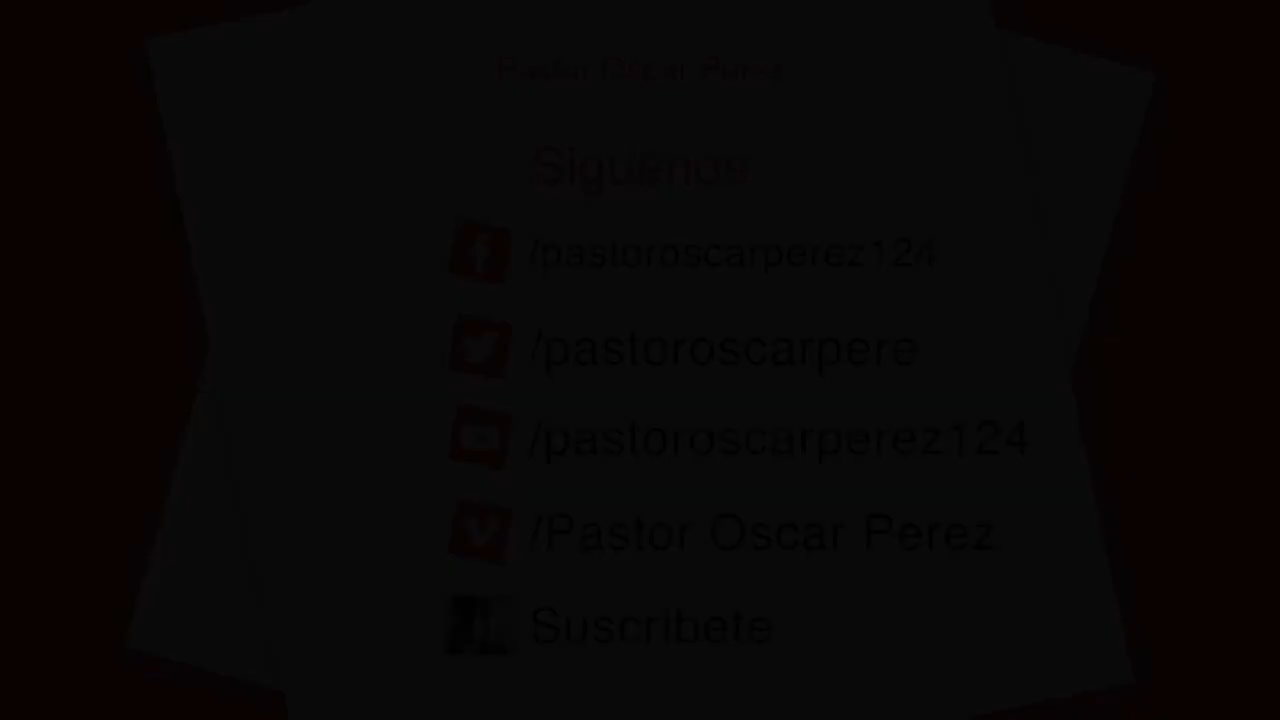 Pastor Oscar Perez
Siguenos
/pastoroscarperez124
/pastoroscarpere
/pastoroscarperez124
/Pastor Oscar Perez
Suscribete